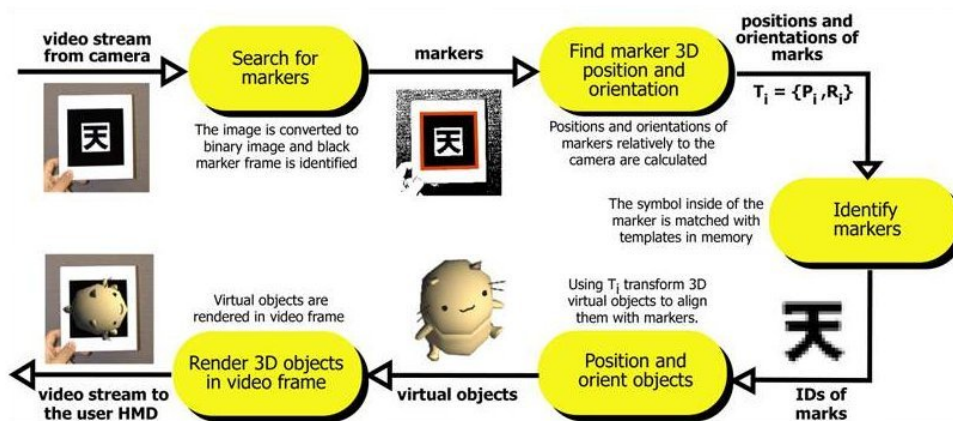 video stream
from camera
天
Search for
markers
The image is converted to
binary image and black
marker frame is identified
markers
天
Find marker 3D
position and
orientation
Positions and orientations of
markers relatively to the
camera are calculated
positions and
orientations of
marks
Ti = {Pi ,Ri}
The symbol inside of the
marker is matched with
templates in memory
Identify
markers
天
IDs of
marks
Using Ti transform 3D
virtual objects to align
them with markers.
Position and
orient objects
virtual objects
Virtual objects are
rendered in video frame
Render 3D objects
in video frame
video stream to
the user HMD